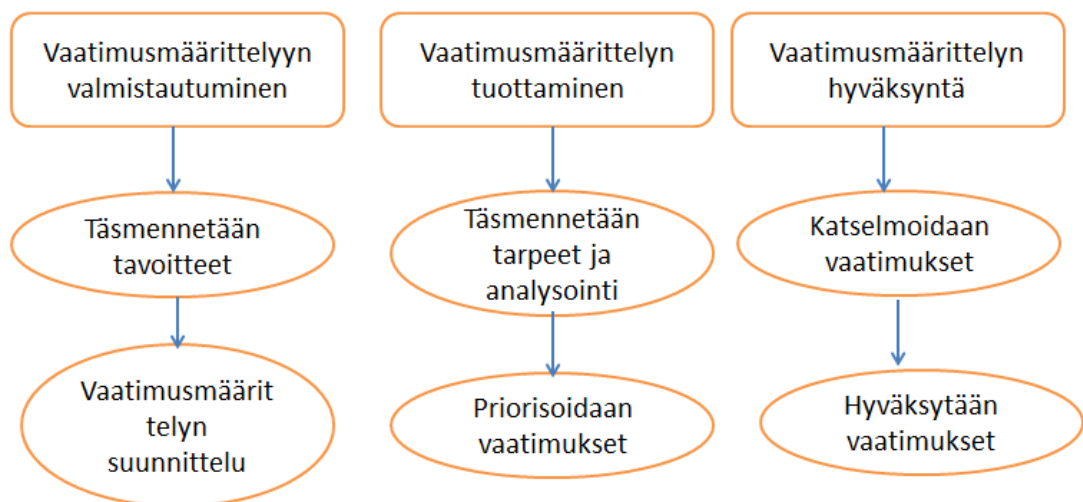 Vaatimusmäärittelyyn
valmistautuminen
Vaatimusmäärittelyn
tuottaminen
Vaatimusmäärittelyn
hyväksyntä
Täsmennetään
tavoitteet
Täsmennetään
tarpeet ja
analysointi
Katselmoidaan
vaatimukset
Vaatimusmäärit
telyn
suunnittelu
Priorisoidaan
vaatimukset
Hyväksytään
vaatimukset